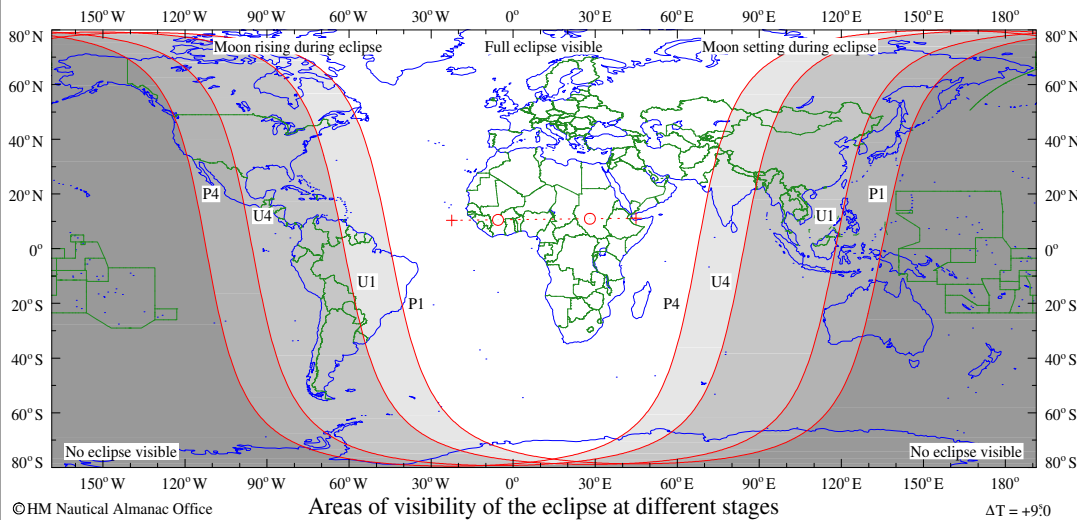 150°W 120°W 90°W 60°W 30°W 0° 30°E 60°E 90°E 120°E 150°E 180°
80°N Moon rising during eclipse Full eclipse visible Moon setting during eclipse 80°N
60°N 60°N
40°N 40°N
20°N P4 U4 U1 P1 20°N
0° 0°
U1 U4
20°S P1 P4 20°S
40°S 40°S
60°S 60°S
No eclipse visible No eclipse visible
80°S 80°S
150°W 120°W 90°W 60°W 30°W 0° 30°E 60°E 90°E 120°E 150°E 180°
©HM Nautical Almanac Office Areas of visibility of the eclipse at different stages ΔT = +9.ˢ0